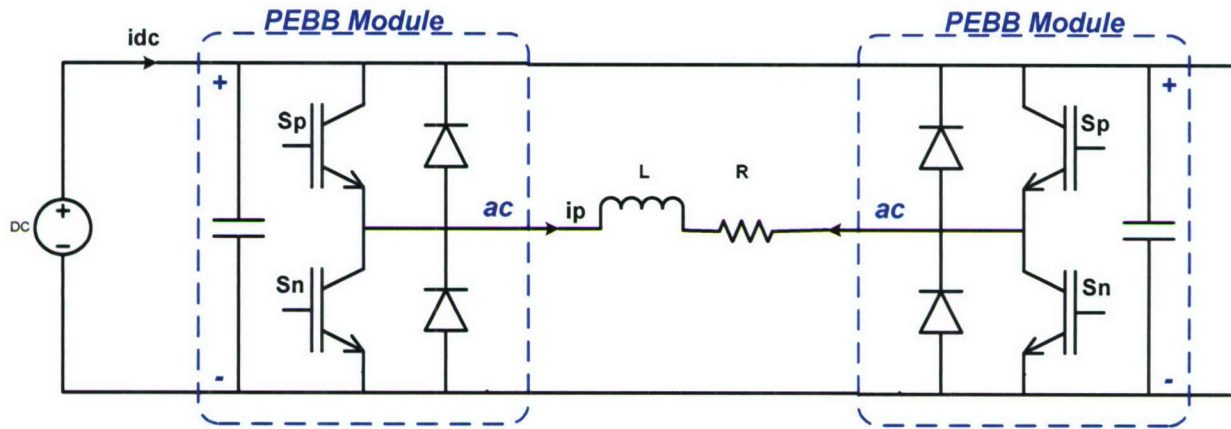 PEBB Module
PEBB Module
idc
+
+
Sp
Sp
L
R
ac
ip
ac
DC
+
−
Sn
Sn
-
-